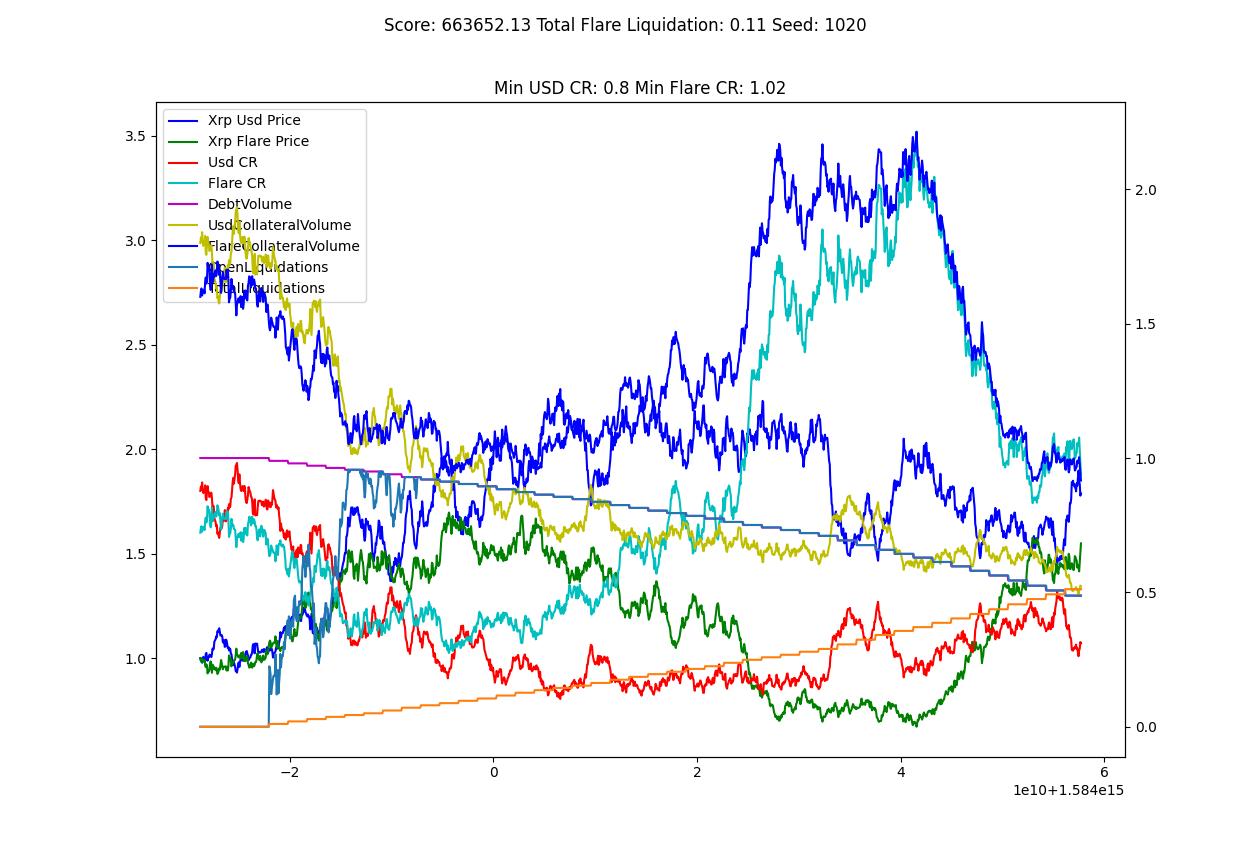 Score: 663652.13 Total Flare Liquidation: 0.11 Seed: 1020
Min USD CR: 0.8 Min Flare CR: 1.02
Xrp Usd Price
Xrp Flare Price
Usd CR
Flare CR
DebtVolume
UsdCollateralVolume
FlareCollateralVolume
OpenLiquidations
TotalLiquidations
3.5
3.0
2.5
2.0
1.5
1.0
2.0
1.5
1.0
0.5
0.0
−2 0 2 4 6
1e10+1.584e15